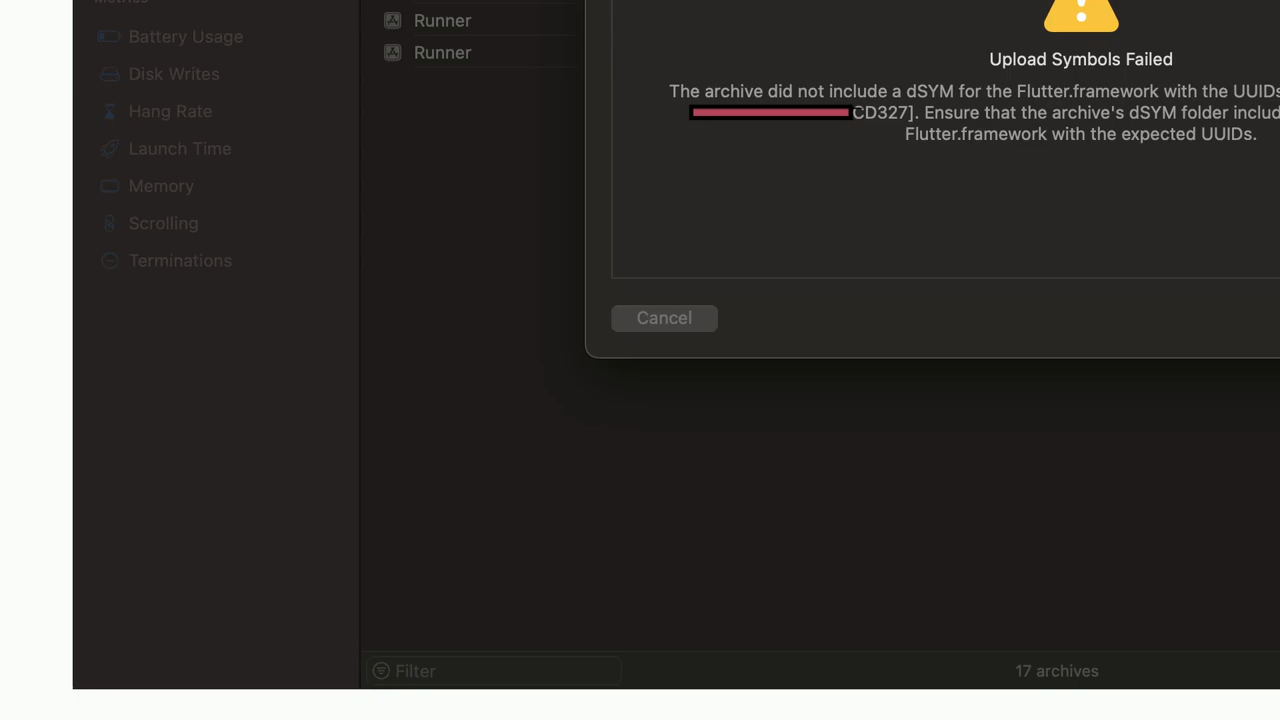 Runner
Battery Usage
Runner
Disk Writes
Hang Rate
Launch Time
Memory
Scrolling
Terminations
Upload Symbols Failed
The archive did not include a dSYM for the Flutter.framework with the UUIDs
CD327]. Ensure that the archive's dSYM folder includ
Flutter.framework with the expected UUIDs.
Cancel
Filter
17 archives